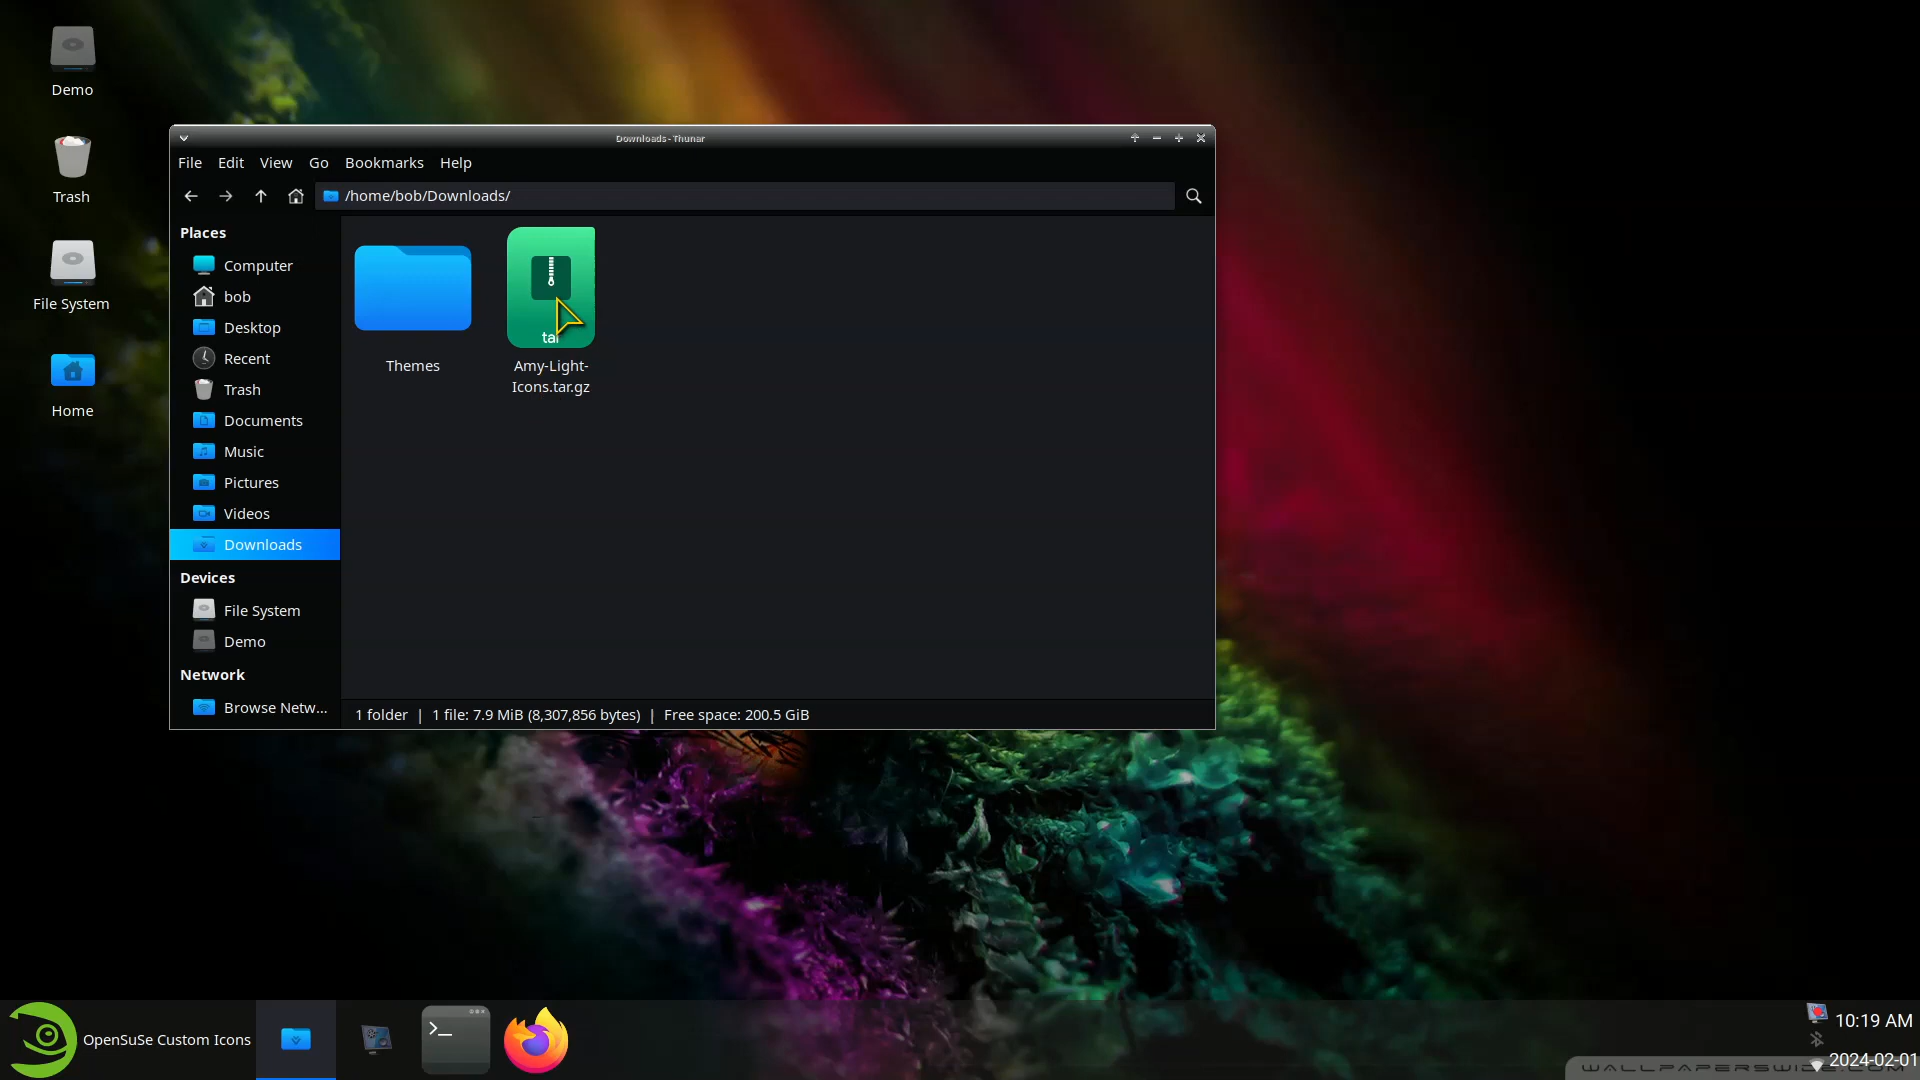 Demo
Trash
File System
Home
Downloads - Thunar
File Edit View Go Bookmarks Help
/home/bob/Downloads/
Places
Computer
bob
Desktop
Recent
Trash
Documents
Music
Pictures
Videos
Downloads
Devices
File System
Demo
Network
Browse Netw...
Themes
tar
Amy-Light-
Icons.tar.gz
1 folder | 1 file: 7.9 MiB (8,307,856 bytes) | Free space: 200.5 GiB
OpenSuSe Custom Icons
10:19 AM
2024-02-01
WALLPAPERSWIDE.COM